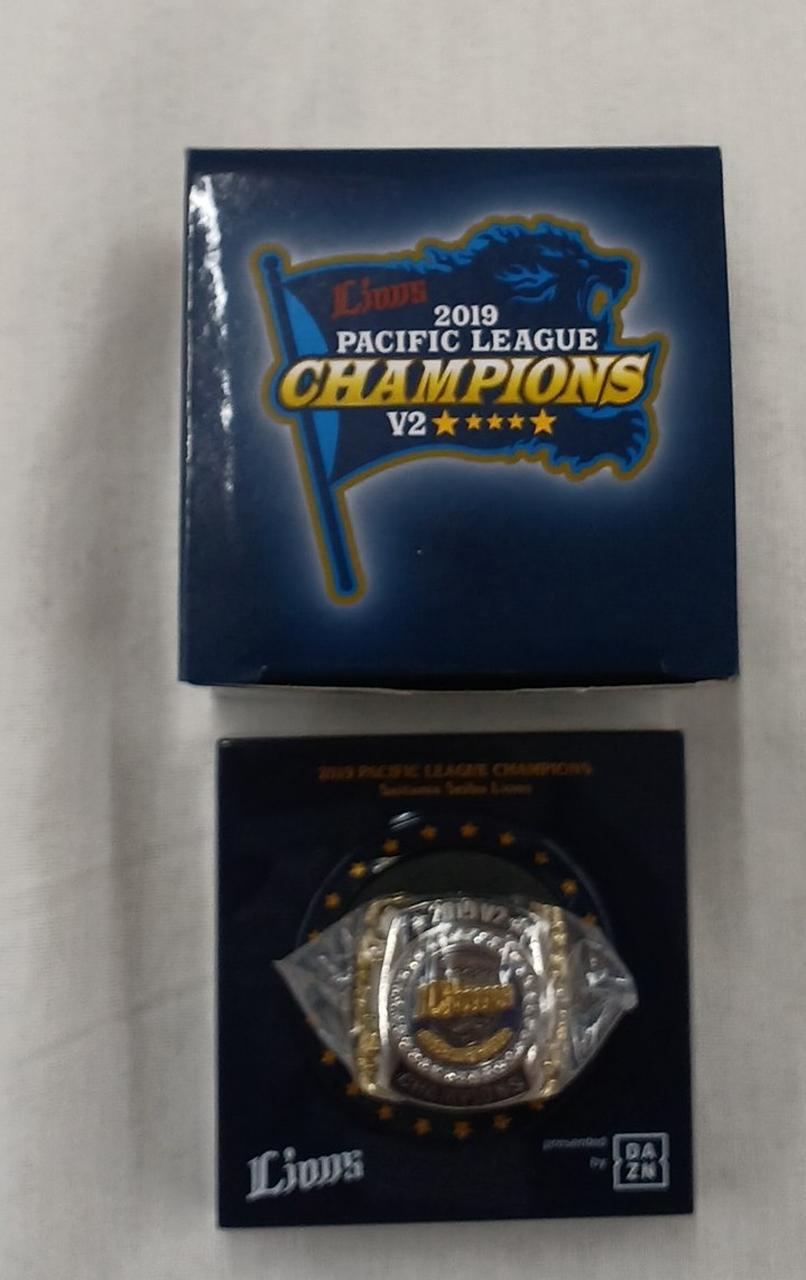 Lions
2019
PACIFIC LEAGUE
CHAMPIONS
V2
2019 PACIFIC LEAGUE CHAMPIONS
Saitama Seibu Lions
2019 V2
Lions
CHAMPIONS
Lions
presented
by
DA
ZN